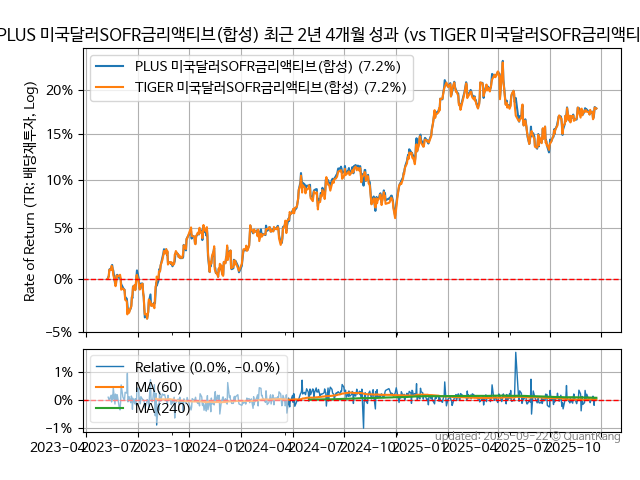 PLUS 미국달러SOFR금리액티브(합성) 최근 2년 4개월 성과 (vs TIGER 미국달러SOFR금리액티
Rate of Return (TR: 배당재투자, Log)
PLUS 미국달러SOFR금리액티브(합성) (7.2%)
TIGER 미국달러SOFR금리액티브(합성) (7.2%)
20%
15%
10%
5%
0%
−5%
Relative (0.0%, -0.0%)
MA(60)
MA(240)
1%
0%
−1%
updated: 2025-09-22 © QuantKang
2023-04 2023-07 2023-10 2024-01 2024-04 2024-07 2024-10 2025-01 2025-04 2025-07 2025-10